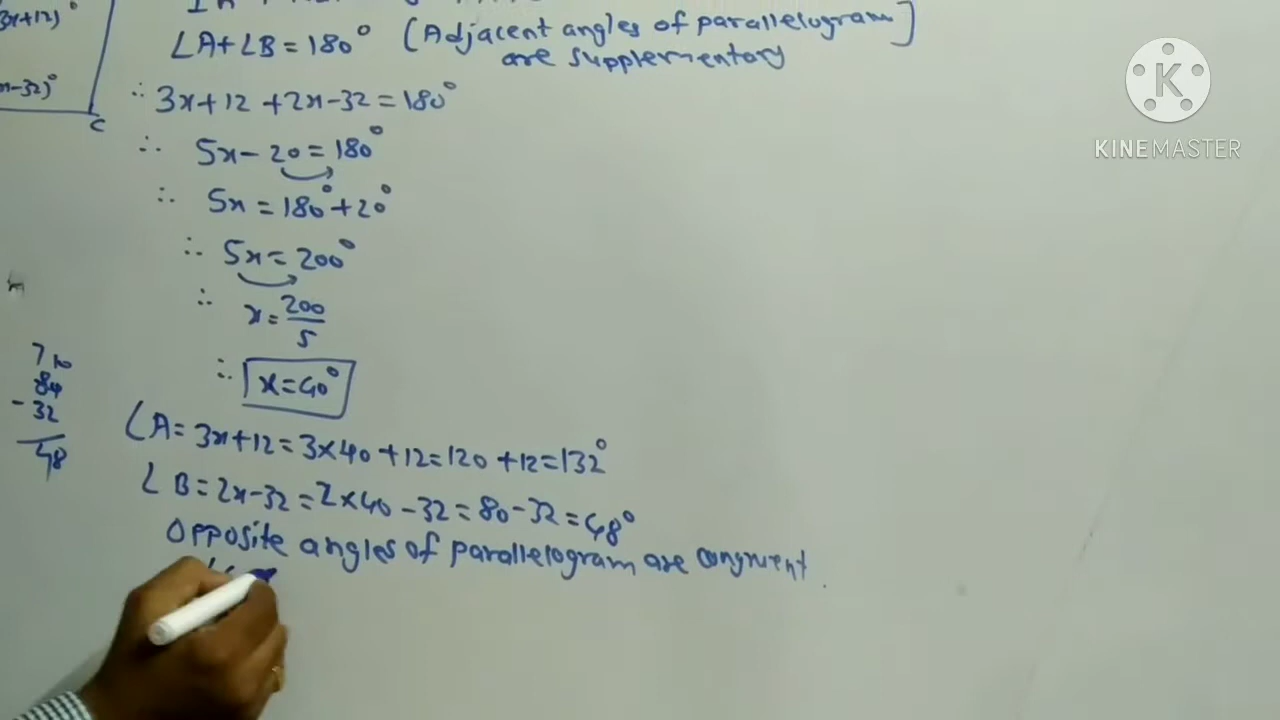 3x+12)°
∠A+∠B=180° (Adjacent angles of parallelogram]
are supplementory
x-32)°
c
∴ 3x+12+2x-32=180°
∴ 5x-20=180°
∴ 5x=180°+20°
∴ 5x=200°
∴ x=200/5
∴ x=40°
7 10
84
-32
48
∠A=3x+12=3×40+12=120+12=132°
∠B=2x-32=2×40-32=80-32=48°
Opposite angles of parallelogram are congruent.
K
KINEMASTER